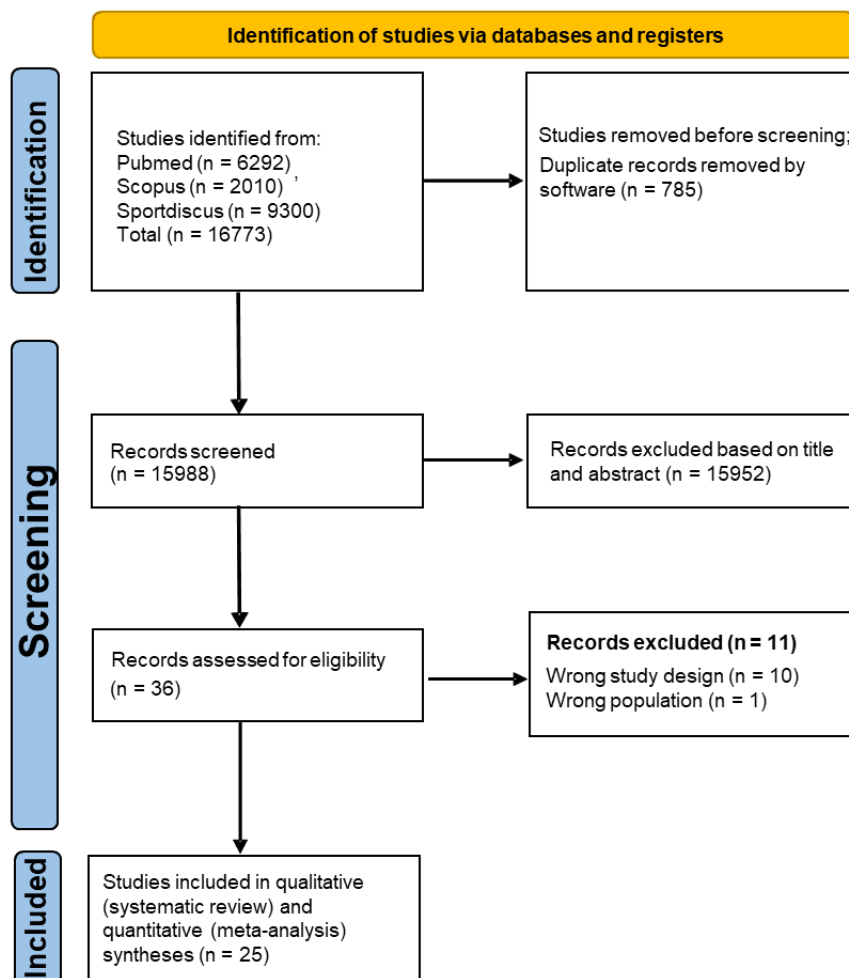 Identification of studies via databases and registers
Identification
Studies identified from:
Pubmed (n = 6292)
Scopus (n = 2010) ,
Sportdiscus (n = 9300)
Total (n = 16773)
Studies removed before screening;
Duplicate records removed by
software (n = 785)
Screening
Records screened
(n = 15988)
Records excluded based on title
and abstract (n = 15952)
Records assessed for eligibility
(n = 36)
Records excluded (n = 11)
Wrong study design (n = 10)
Wrong population (n = 1)
Included
Studies included in qualitative
(systematic review) and
quantitative (meta-analysis)
syntheses (n = 25)